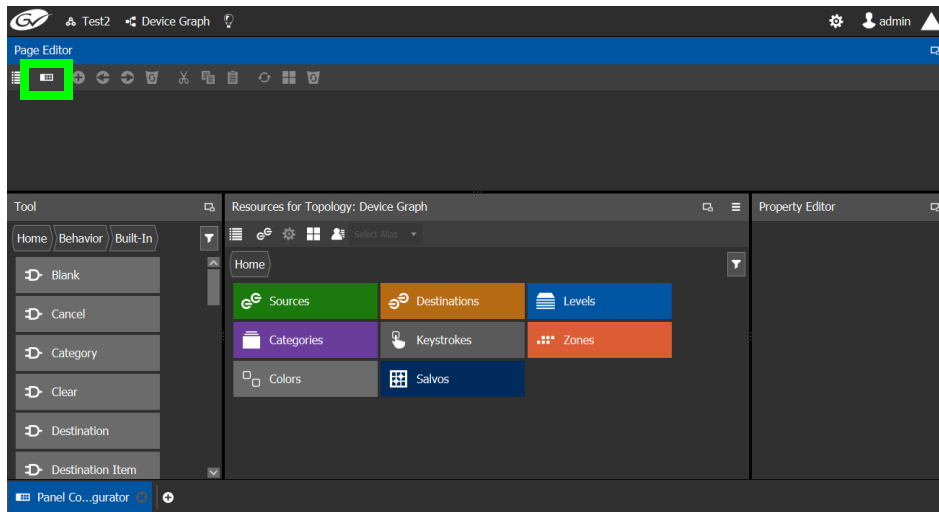 GV Test2 Device Graph admin
Page Editor
Tool
Home Behavior Built-In
Blank
Cancel
Category
Clear
Destination
Destination Item
Resources for Topology: Device Graph
Select Alias
Home
Sources Destinations Levels
Categories Keystrokes Zones
Colors Salvos
Property Editor
Panel Co...gurator